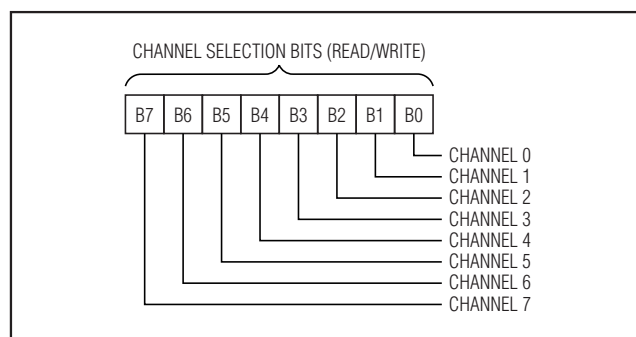 CHANNEL SELECTION BITS (READ/WRITE)
B7 B6 B5 B4 B3 B2 B1 B0
CHANNEL 0
CHANNEL 1
CHANNEL 2
CHANNEL 3
CHANNEL 4
CHANNEL 5
CHANNEL 6
CHANNEL 7